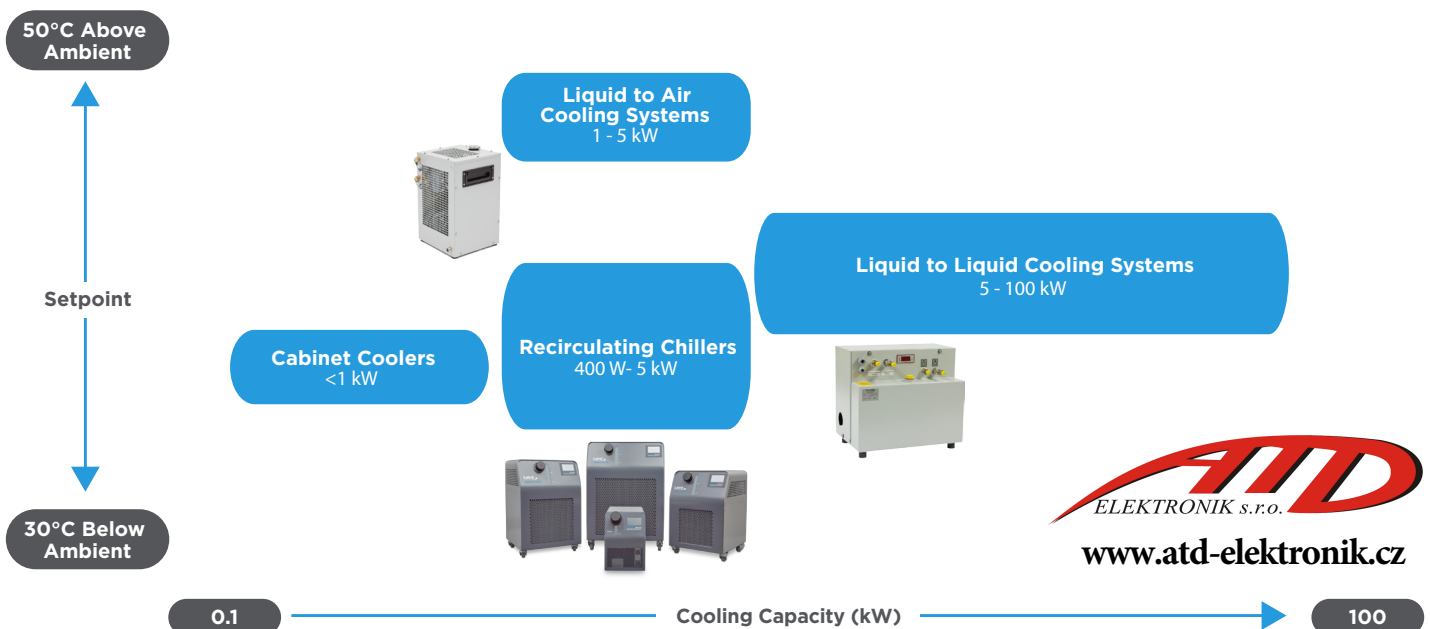 50°C Above
Ambient
Liquid to Air
Cooling Systems
1 - 5 kW
Liquid to Liquid Cooling Systems
5 - 100 kW
Setpoint
Cabinet Coolers
<1 kW
Recirculating Chillers
400 W- 5 kW
30°C Below
Ambient
ATD
ELEKTRONIK s.r.o.
www.atd-elektronik.cz
0.1
Cooling Capacity (kW)
100